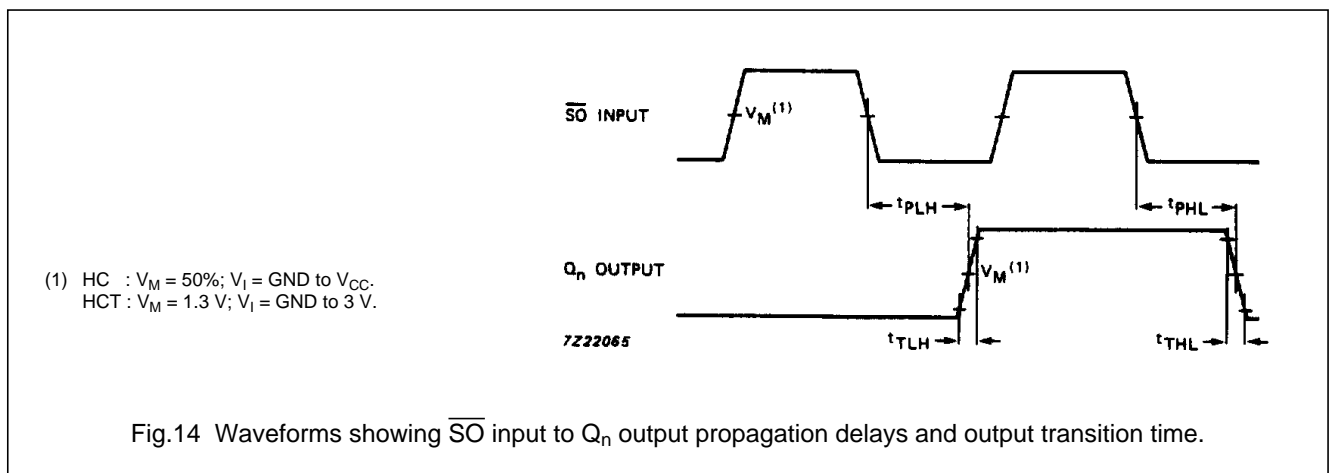 S̅O̅ INPUT
V_M(1)
t_PLH
t_PHL
Q_n OUTPUT
V_M(1)
(1) HC : V_M = 50%; V_I = GND to V_CC.
HCT : V_M = 1.3 V; V_I = GND to 3 V.
7Z22065
t_TLH
t_THL
Fig.14 Waveforms showing S̅O̅ input to Q_n output propagation delays and output transition time.